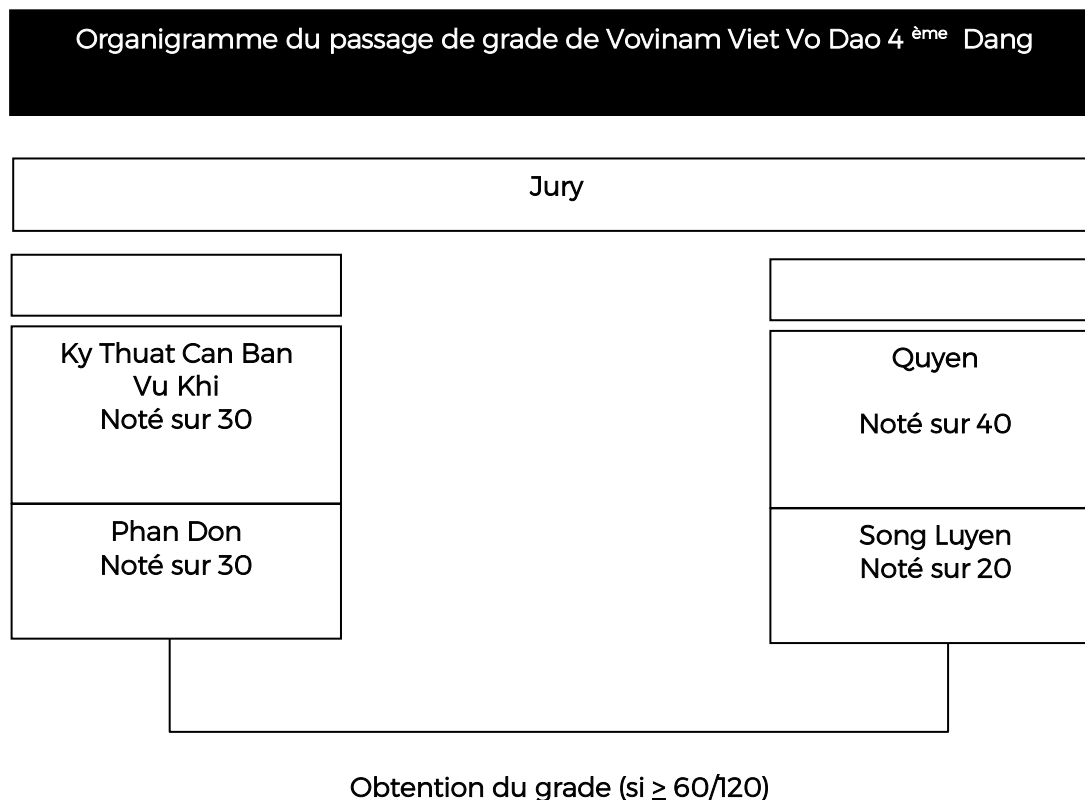 Organigramme du passage de grade de Vovinam Viet Vo Dao 4 ème Dang
Jury
Ky Thuat Can Ban
Vu Khi
Noté sur 30
Phan Don
Noté sur 30
Quyen
Noté sur 40
Song Luyen
Noté sur 20
Obtention du grade (si ≥ 60/120)